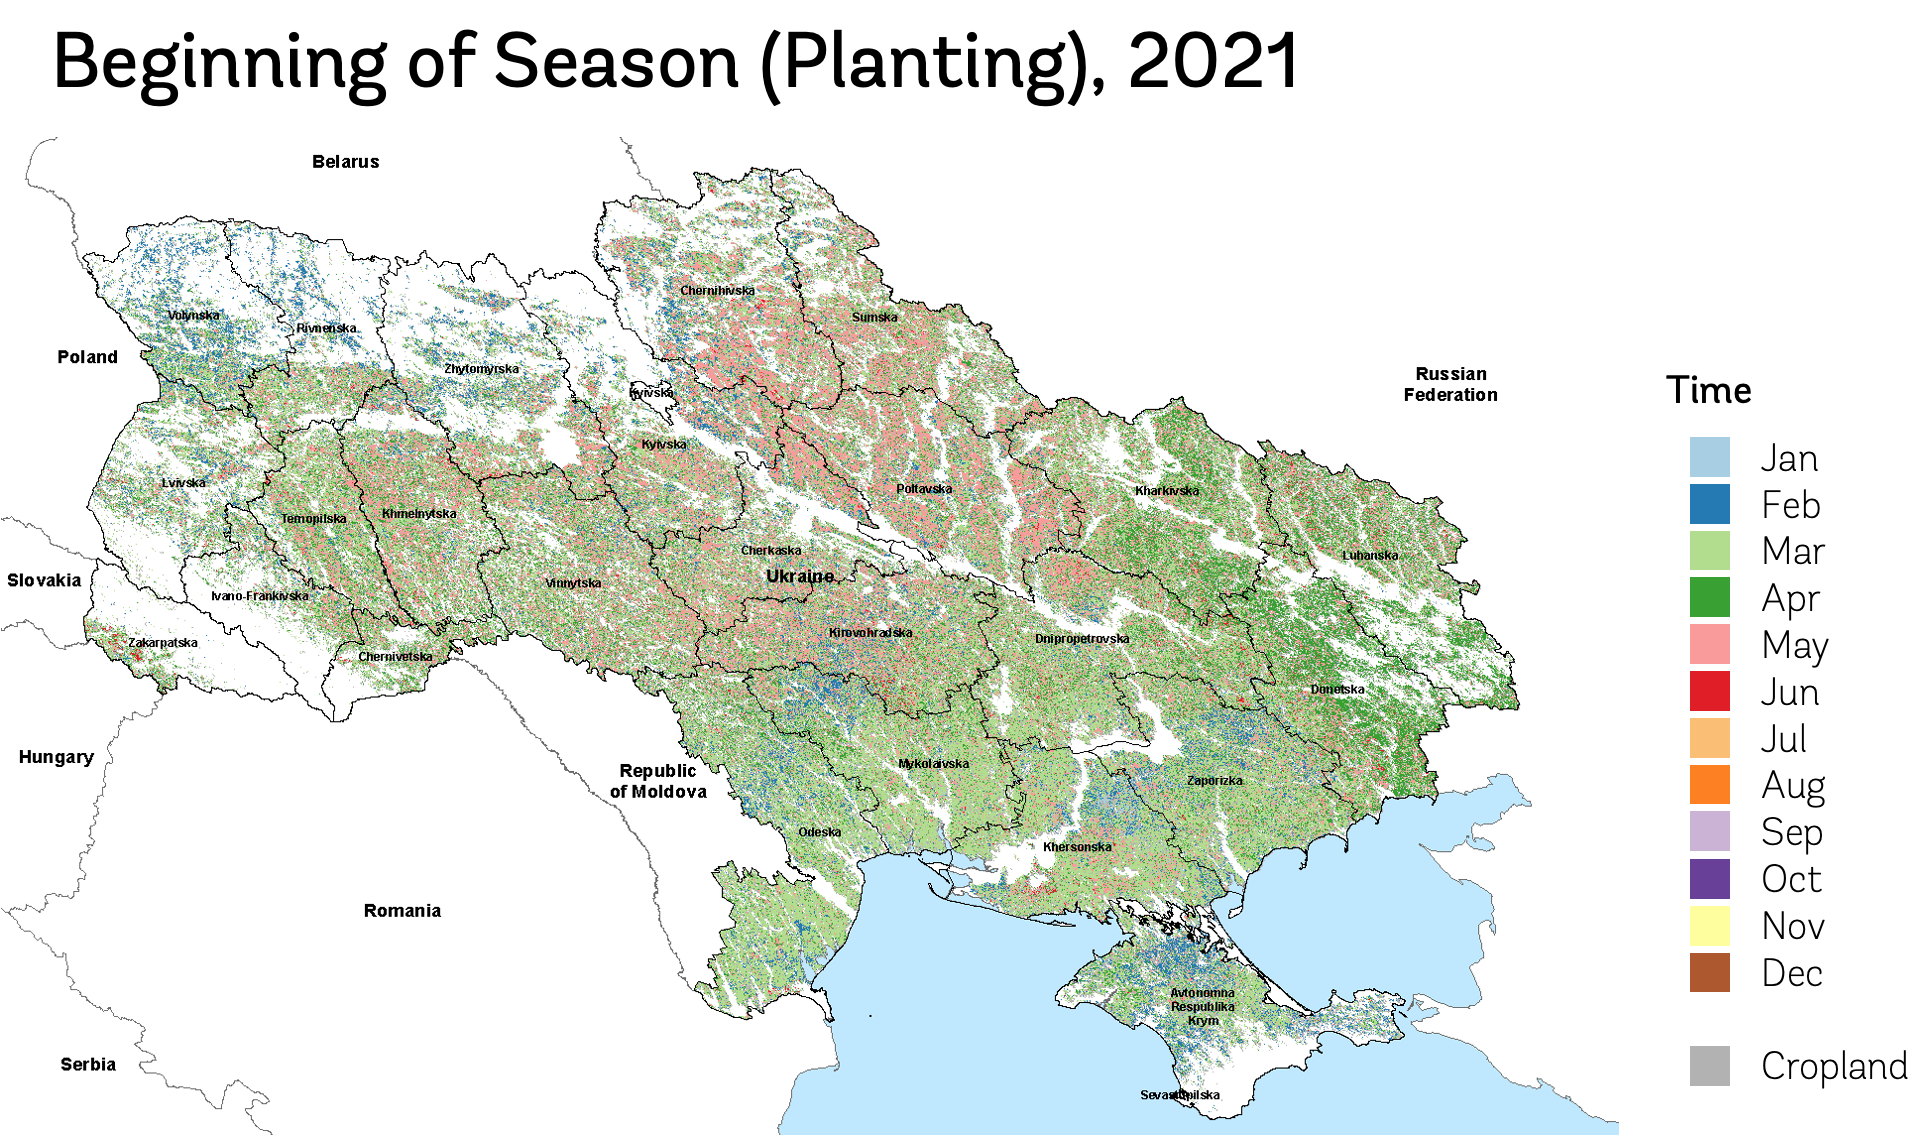 Beginning of Season (Planting), 2021
Belarus
Poland
Slovakia
Hungary
Serbia
Romania
Republic
of Moldova
Ukraine
Russian
Federation
Volynska
Rivnenska
Zhytomyrska
Kyivska
Kyivska
Chernihivska
Sumska
Lvivska
Ternopilska
Khmelnytska
Vinnytska
Cherkaska
Poltavska
Kharkivska
Luhanska
Ivano-Frankivska
Zakarpatska
Chernivetska
Kirovohradska
Dnipropetrovska
Donetska
Mykolaivska
Zaporizka
Odeska
Khersonska
Avtonomna
Respublika
Krym
Sevastopilska
Time
Jan
Feb
Mar
Apr
May
Jun
Jul
Aug
Sep
Oct
Nov
Dec
Cropland